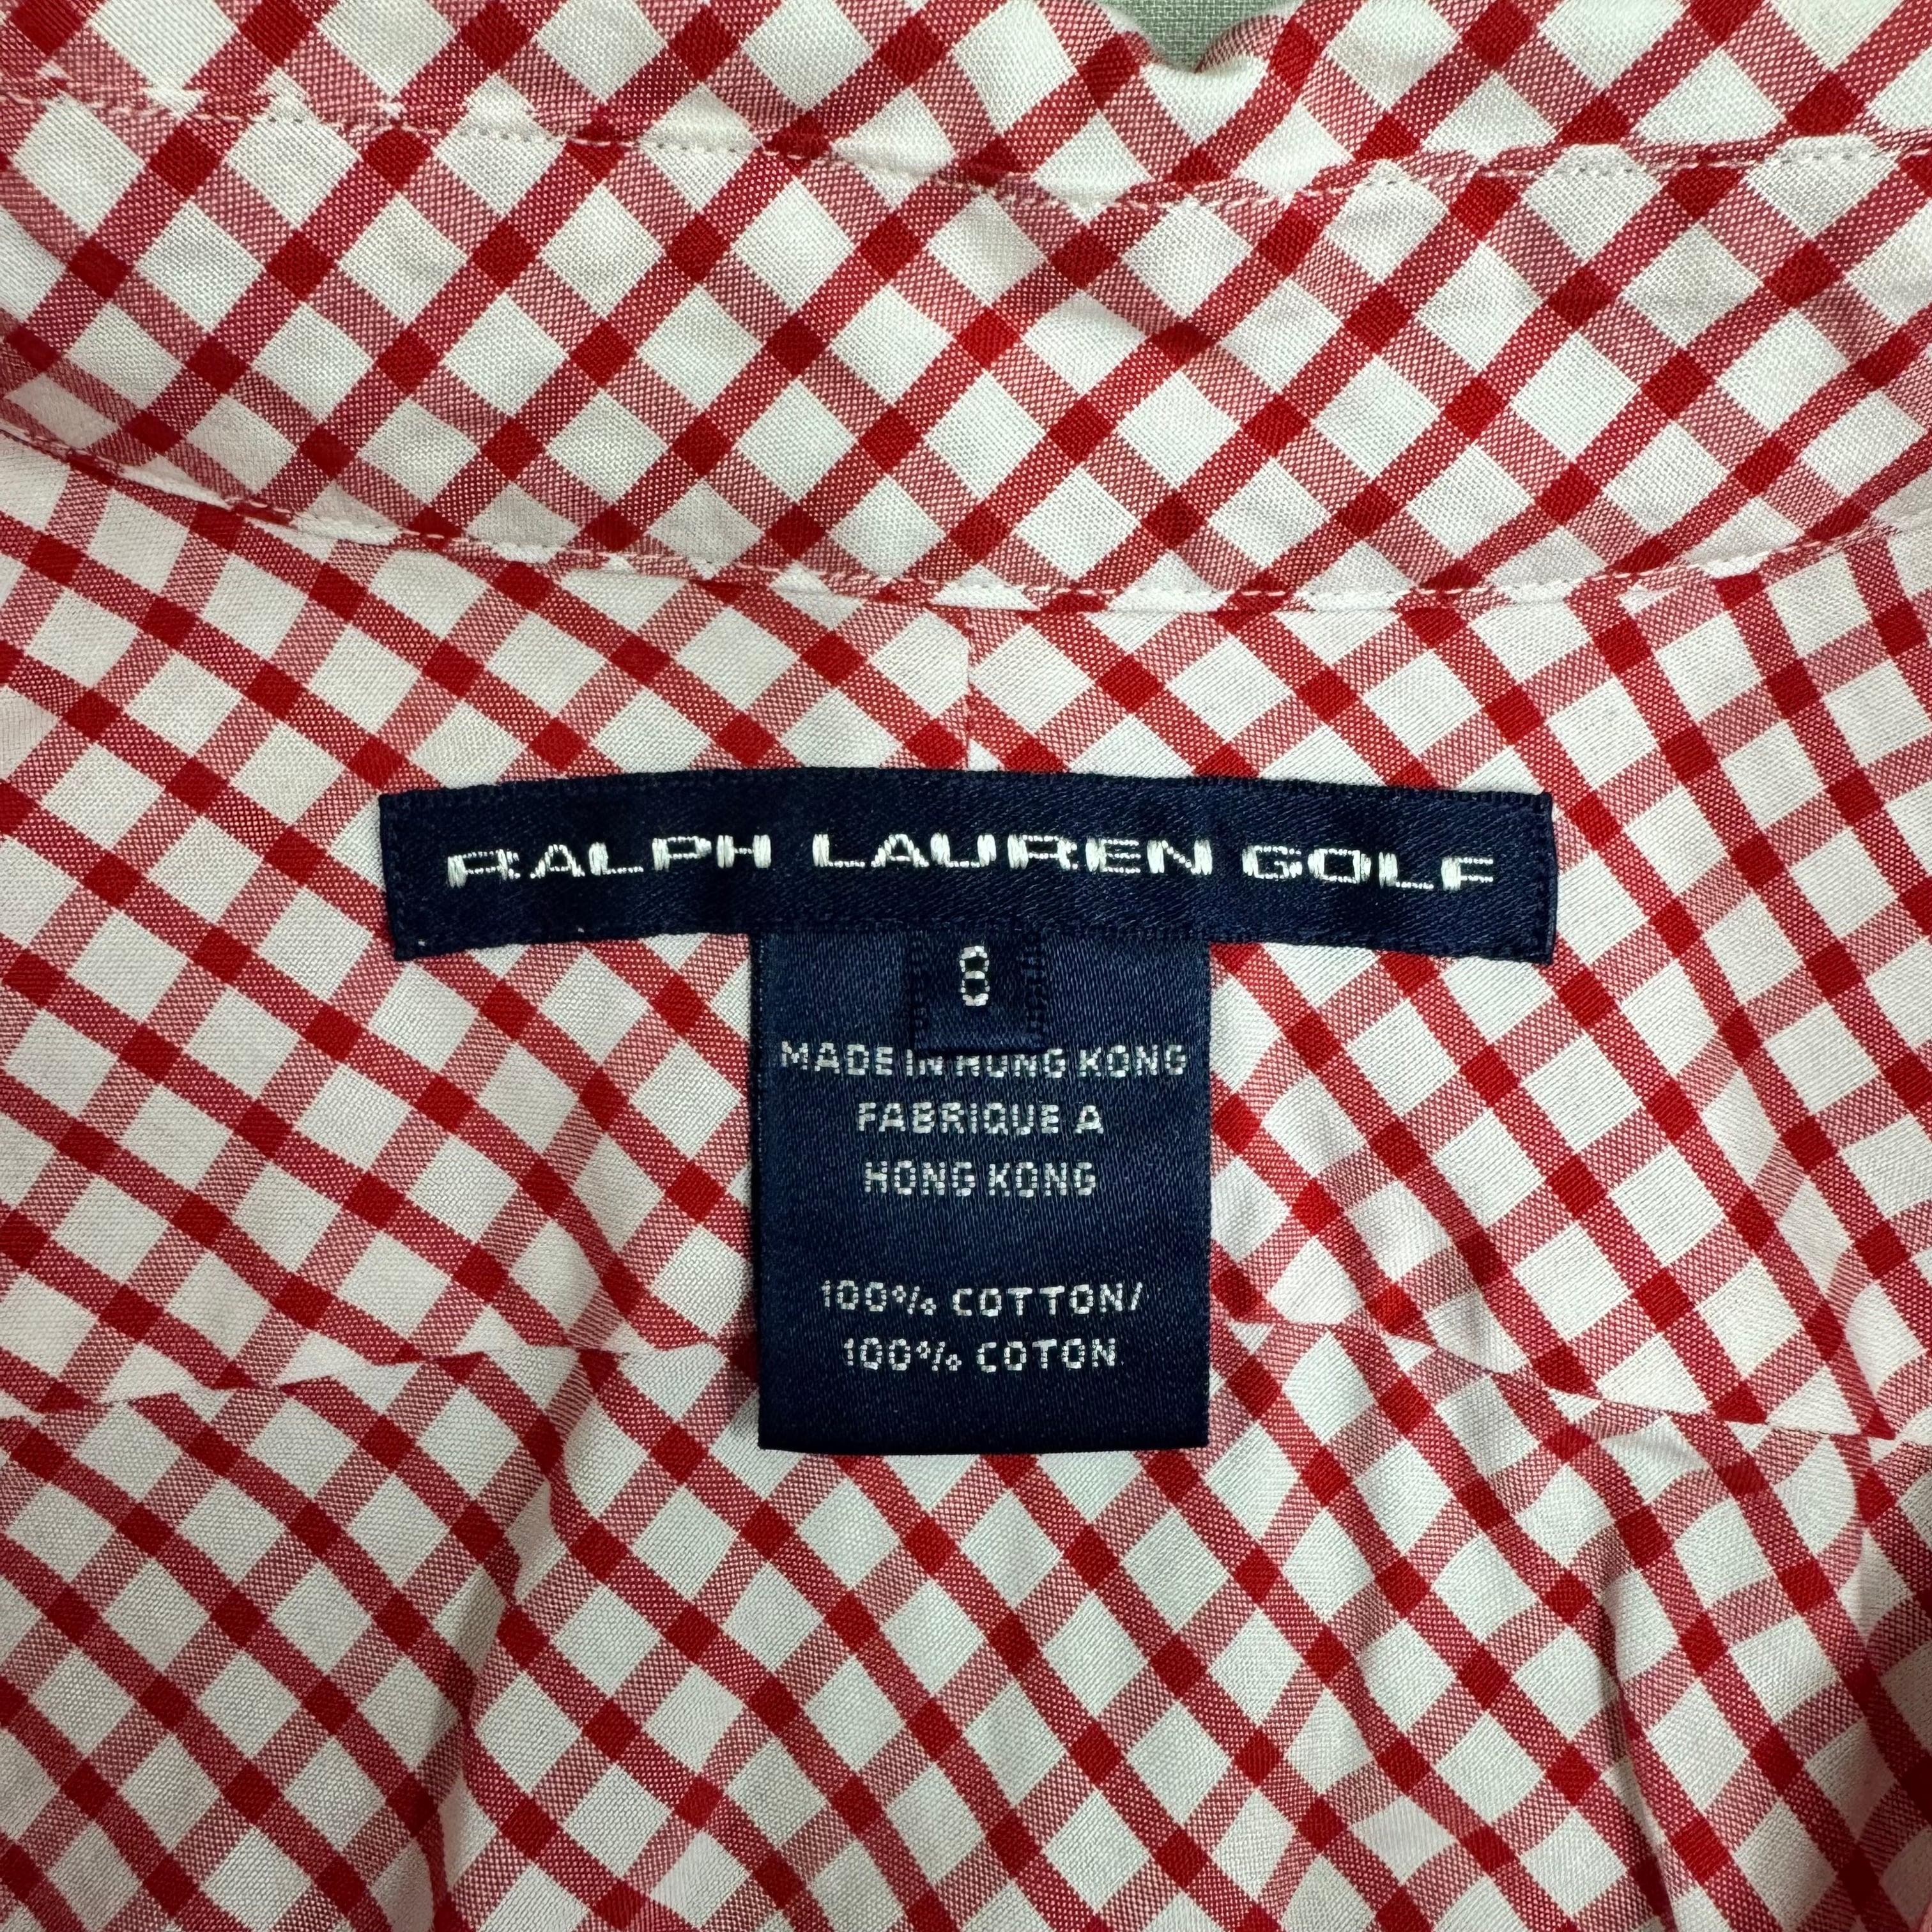 RALPH LAUREN GOLF
8
MADE IN HONG KONG
FABRIQUE A
HONG KONG
100% COTTON/
100% COTON